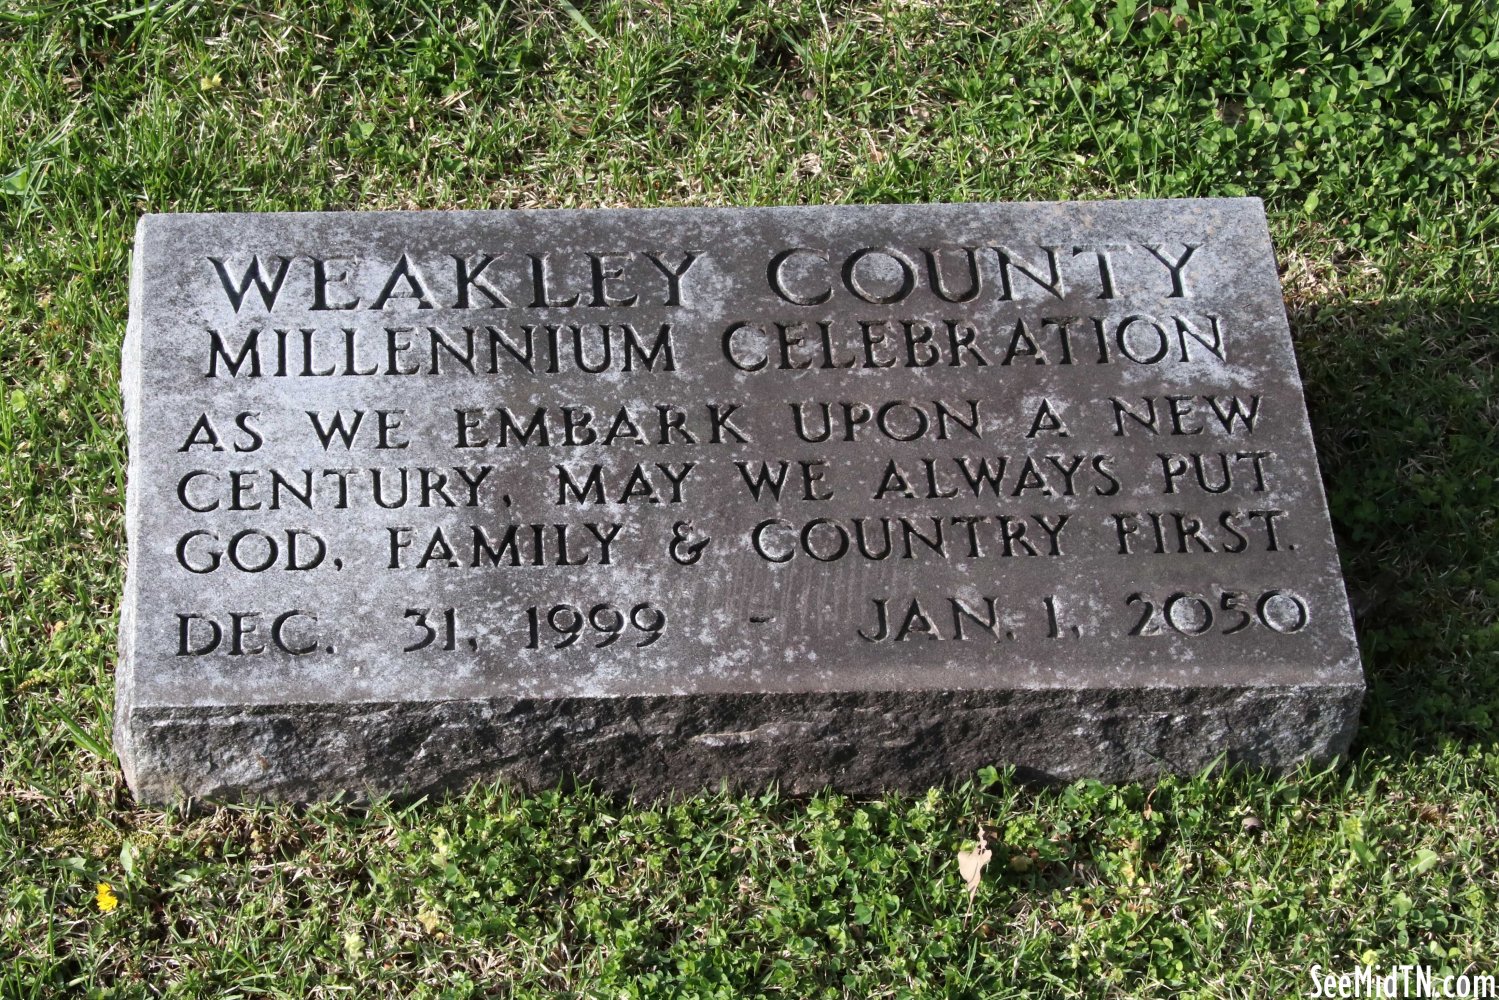 WEAKLEY COUNTY
MILLENNIUM CELEBRATION
AS WE EMBARK UPON A NEW
CENTURY, MAY WE ALWAYS PUT
GOD, FAMILY & COUNTRY FIRST.
DEC. 31, 1999 - JAN. 1, 2050
SeeMidTN.com